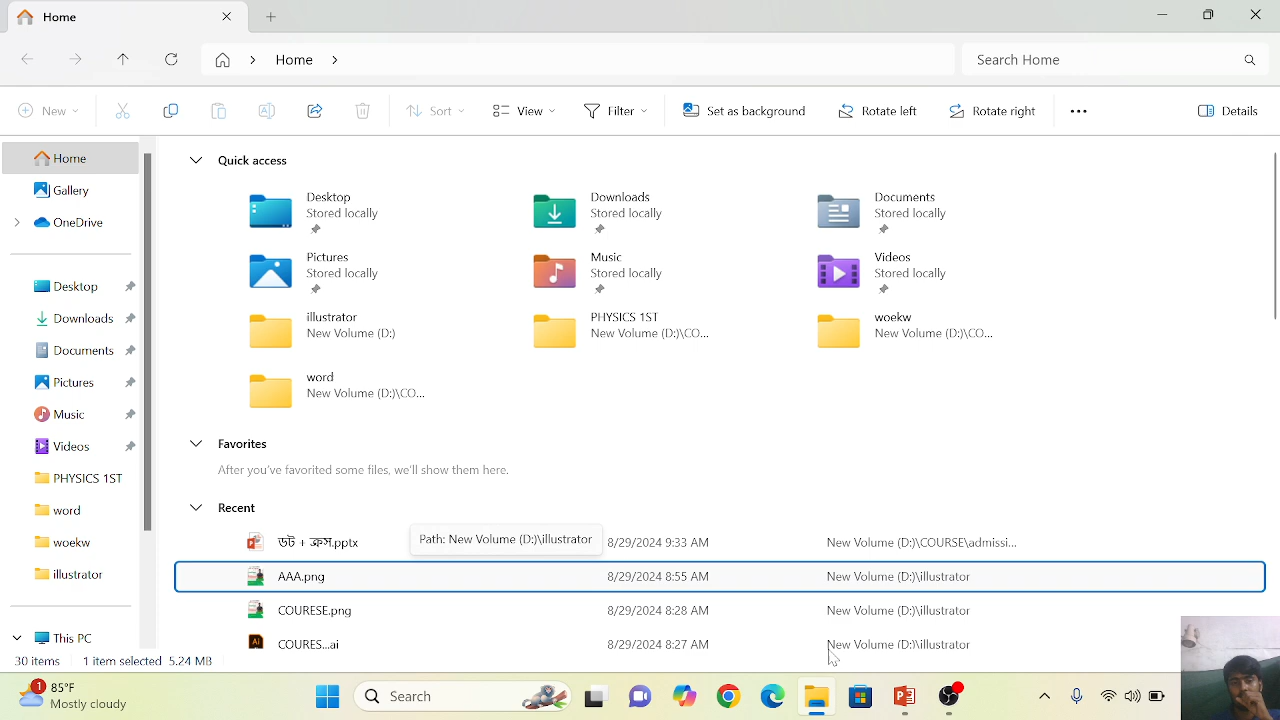 Home
Home
Search Home
New
Sort
View
Filter
Set as background
Rotate left
Rotate right
Details
Home
Gallery
OneDrive
Desktop
Downloads
Documents
Pictures
Music
Videos
PHYSICS 1ST
word
woekw
illustrator
This PC
Quick access
Desktop
Stored locally
Downloads
Stored locally
Documents
Stored locally
Pictures
Stored locally
Music
Stored locally
Videos
Stored locally
illustrator
New Volume (D:)
PHYSICS 1ST
New Volume (D:)\CO...
woekw
New Volume (D:)\CO...
word
New Volume (D:)\CO...
Favorites
After you've favorited some files, we'll show them here.
Recent
ডট + ক্রস.pptx 8/29/2024 9:33 AM New Volume (D:)\COURSE\admissi...
Path: New Volume (D:)\illustrator
AAA.png 8/29/2024 8:55 AM New Volume (D:)\illustrator
COURESE.png 8/29/2024 8:28 AM New Volume (D:)\illustrator
COURES...ai 8/29/2024 8:27 AM New Volume (D:)\illustrator
30 items 1 item selected 5.24 MB
1
85°F
Mostly cloudy
Search